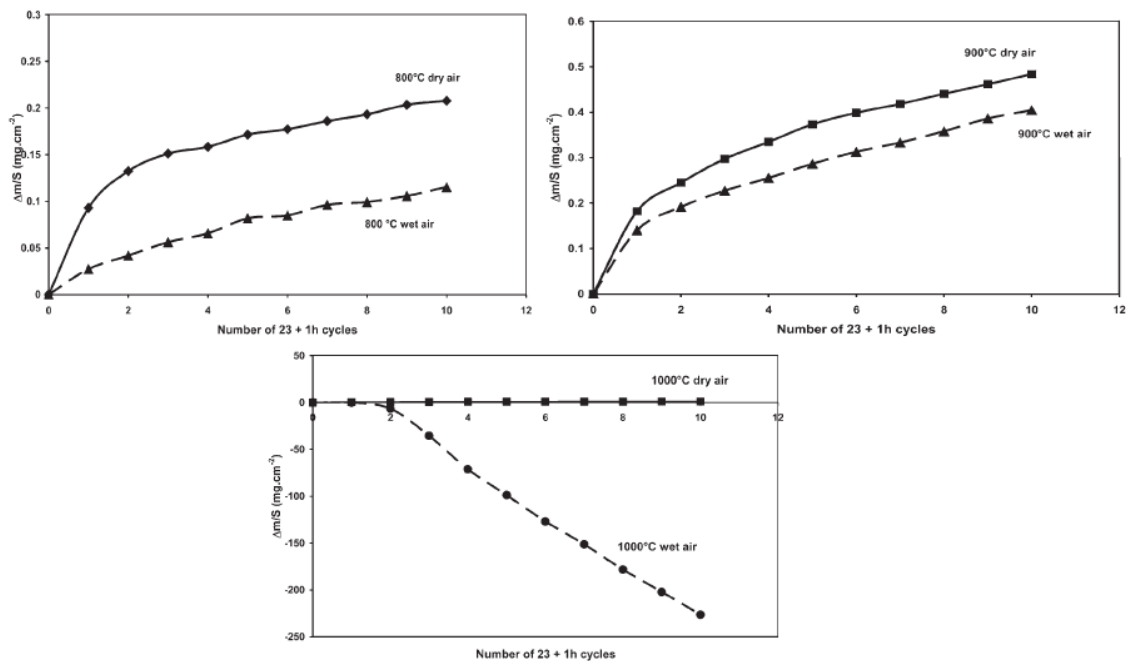 0.3
0.25
0.2
0.15
0.1
0.05
0
Δm/S (mg.cm⁻²)
800°C dry air
800 °C wet air
0 2 4 6 8 10 12
Number of 23 + 1h cycles
0.6
0.5
0.4
0.3
0.2
0.1
0
Δm/S (mg.cm⁻²)
900°C dry air
900°C wet air
0 2 4 6 8 10 12
Number of 23 + 1h cycles
50
0
-50
-100
-150
-200
-250
Δm/S (mg.cm⁻²)
1000°C dry air
0 2 4 6 8 10 12
1000°C wet air
Number of 23 + 1h cycles